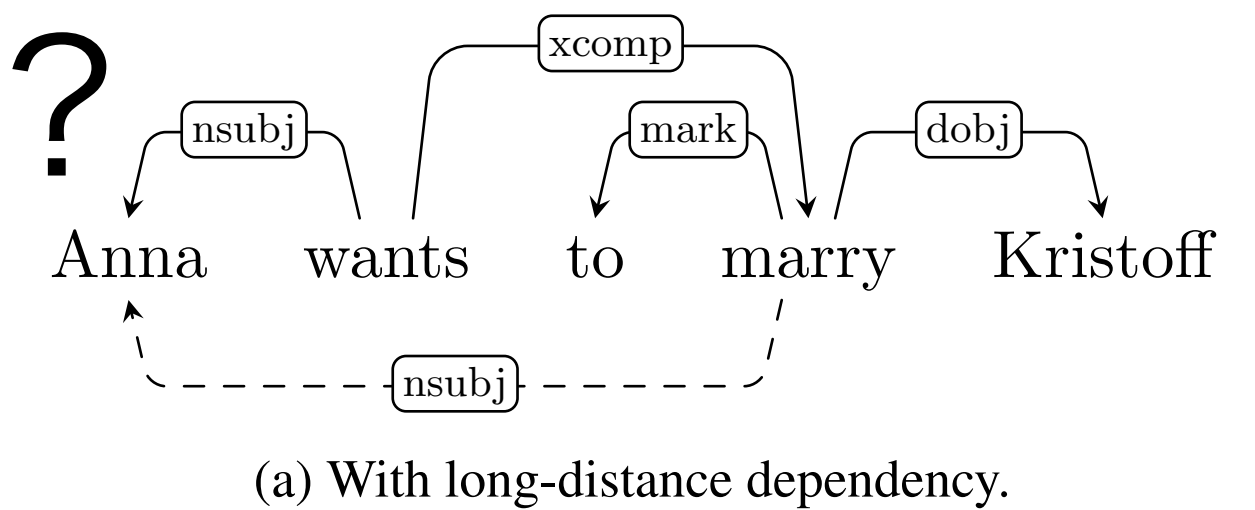 ?
xcomp
nsubj mark dobj
Anna wants to marry Kristoff
nsubj
(a) With long-distance dependency.